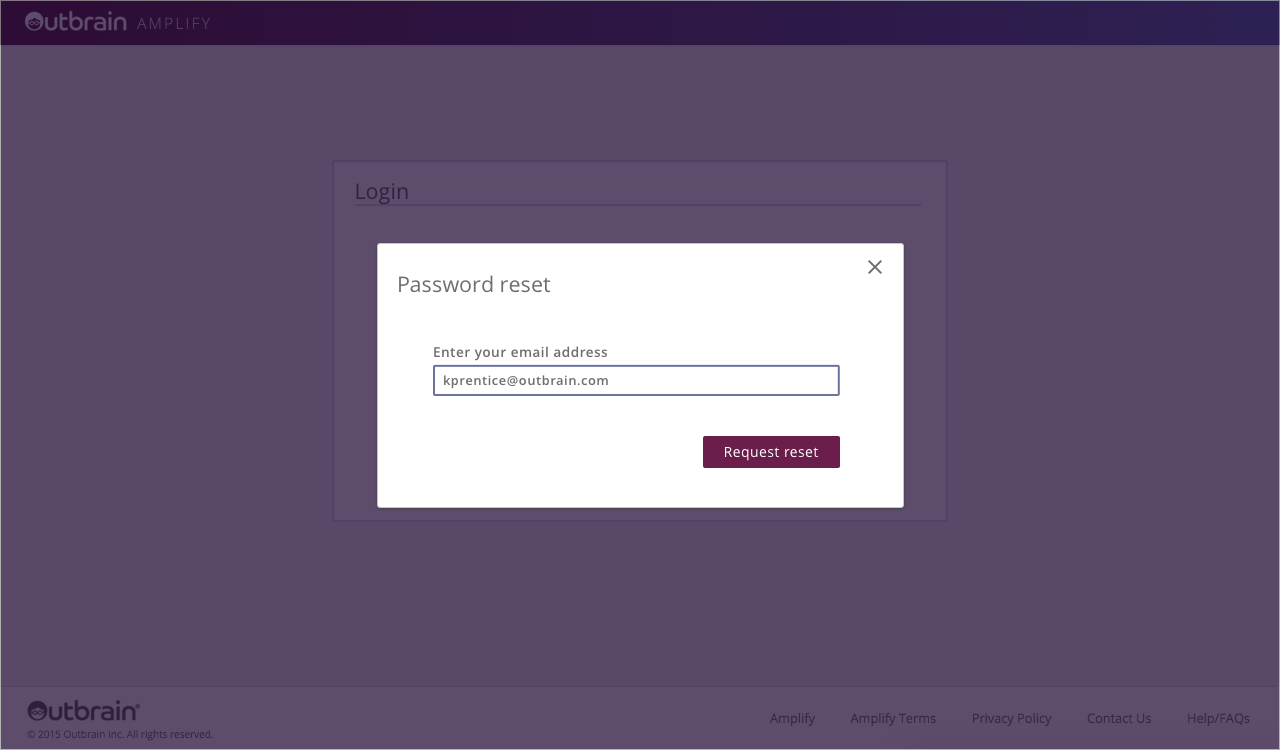 Outbrain AMPLIFY
Login
Password reset
Enter your email address
kprentice@outbrain.com
Request reset
Outbrain®
Amplify Amplify Terms Privacy Policy Contact Us Help/FAQs
© 2015 Outbrain Inc. All rights reserved.